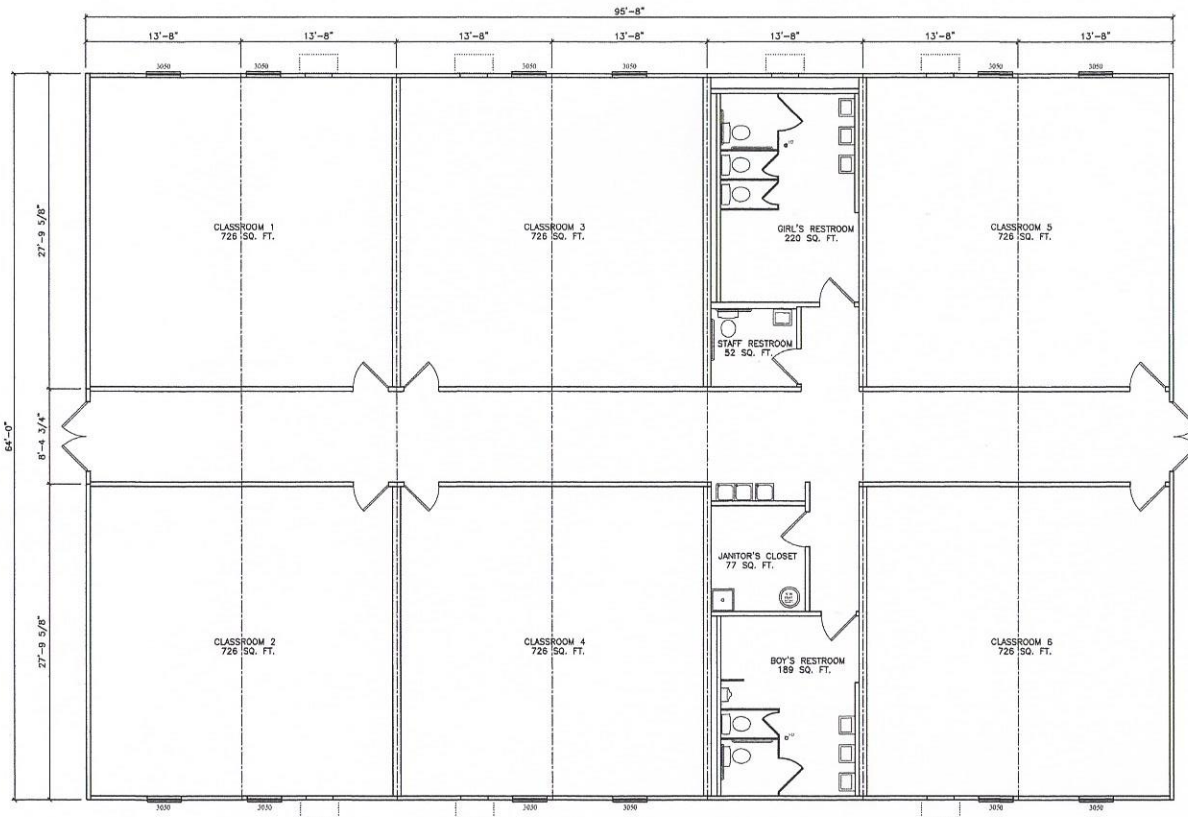 95'-8"
13'-8" 13'-8" 13'-8" 13'-8" 13'-8" 13'-8" 13'-8"
3050 3050 3050 3050 3050 3050
27'-9 5/8"
CLASSROOM 1
726 SQ. FT.
CLASSROOM 3
726 SQ. FT.
GIRL'S RESTROOM
220 SQ. FT.
CLASSROOM 5
726 SQ. FT.
STAFF RESTROOM
52 SQ. FT.
64'-0"
8'-4 3/4"
JANITOR'S CLOSET
77 SQ. FT.
27'-9 5/8"
CLASSROOM 2
726 SQ. FT.
CLASSROOM 4
726 SQ. FT.
BOY'S RESTROOM
189 SQ. FT.
CLASSROOM 6
726 SQ. FT.
3050 3050 3050 3050 3050 3050